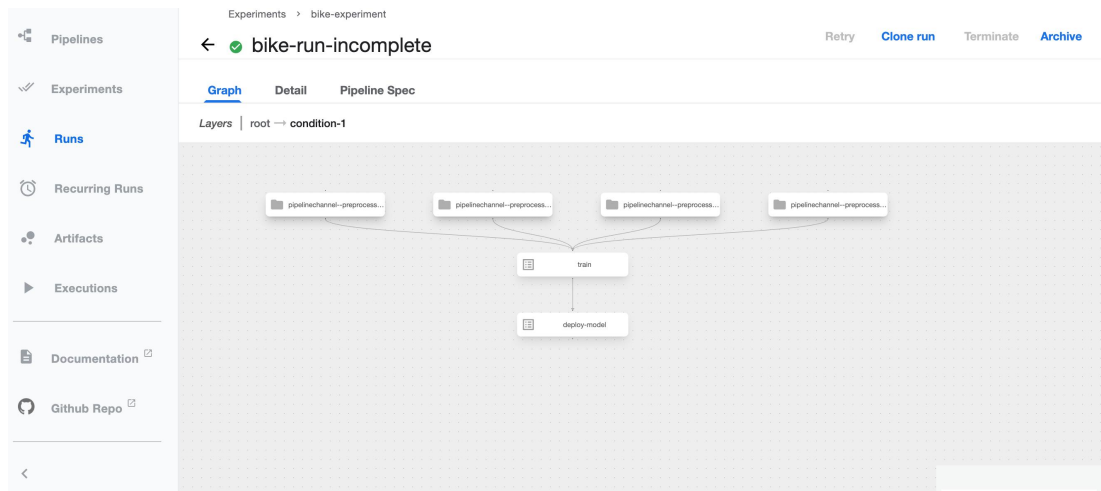 Experiments > bike-experiment
bike-run-incomplete
Retry Clone run Terminate Archive
Graph Detail Pipeline Spec
Layers | root → condition-1
Pipelines
Experiments
Runs
Recurring Runs
Artifacts
Executions
Documentation
Github Repo
pipelinechannel--preprocess... pipelinechannel--preprocess... pipelinechannel--preprocess... pipelinechannel--preprocess...
train
deploy-model